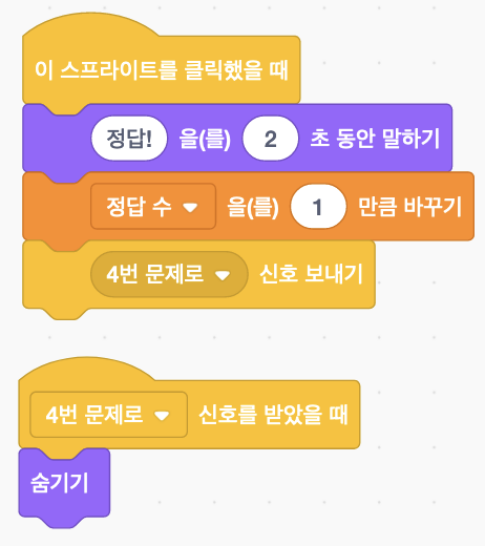 이 스프라이트를 클릭했을 때
정답! 을(를) 2 초 동안 말하기
정답 수 을(를) 1 만큼 바꾸기
4번 문제로 신호 보내기
4번 문제로 신호를 받았을 때
숨기기